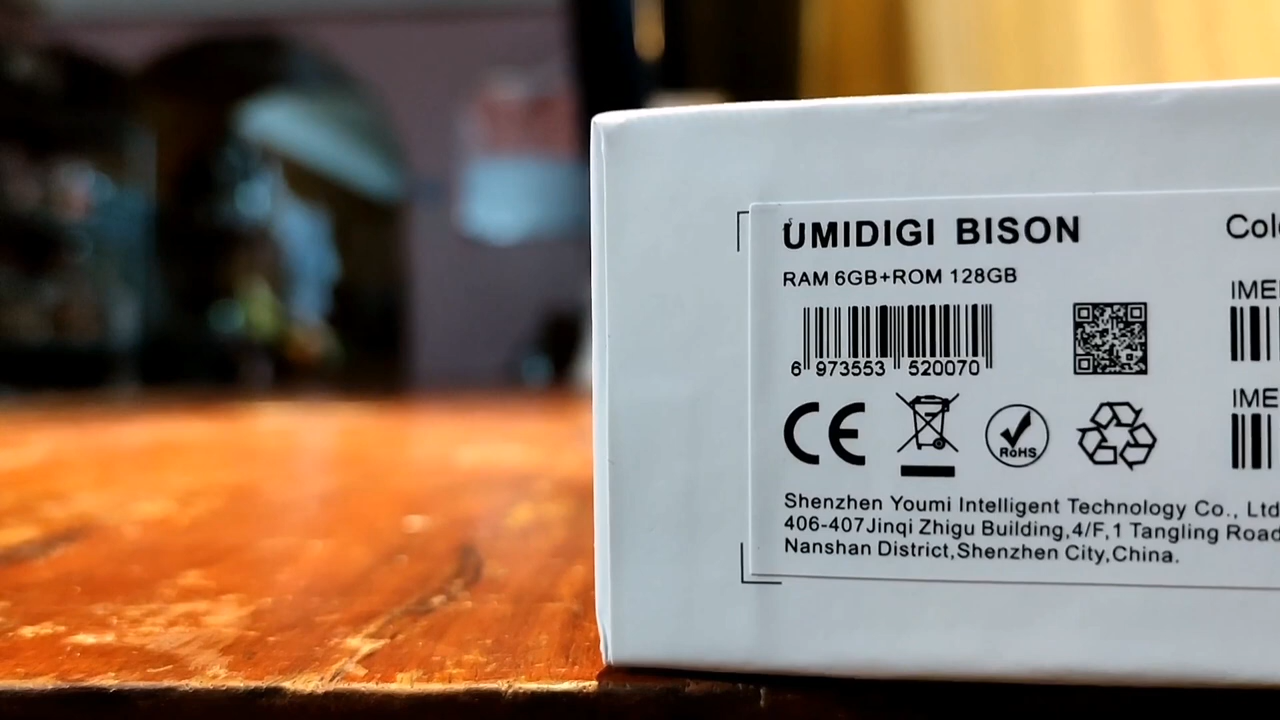 UMIDIGI BISON
RAM 6GB+ROM 128GB
6 973553 520070
CE
RoHS
Shenzhen Youmi Intelligent Technology Co., Ltd
406-407Jinqi Zhigu Building,4/F,1 Tangling Road
Nanshan District,Shenzhen City,China.
Col
IME
IME